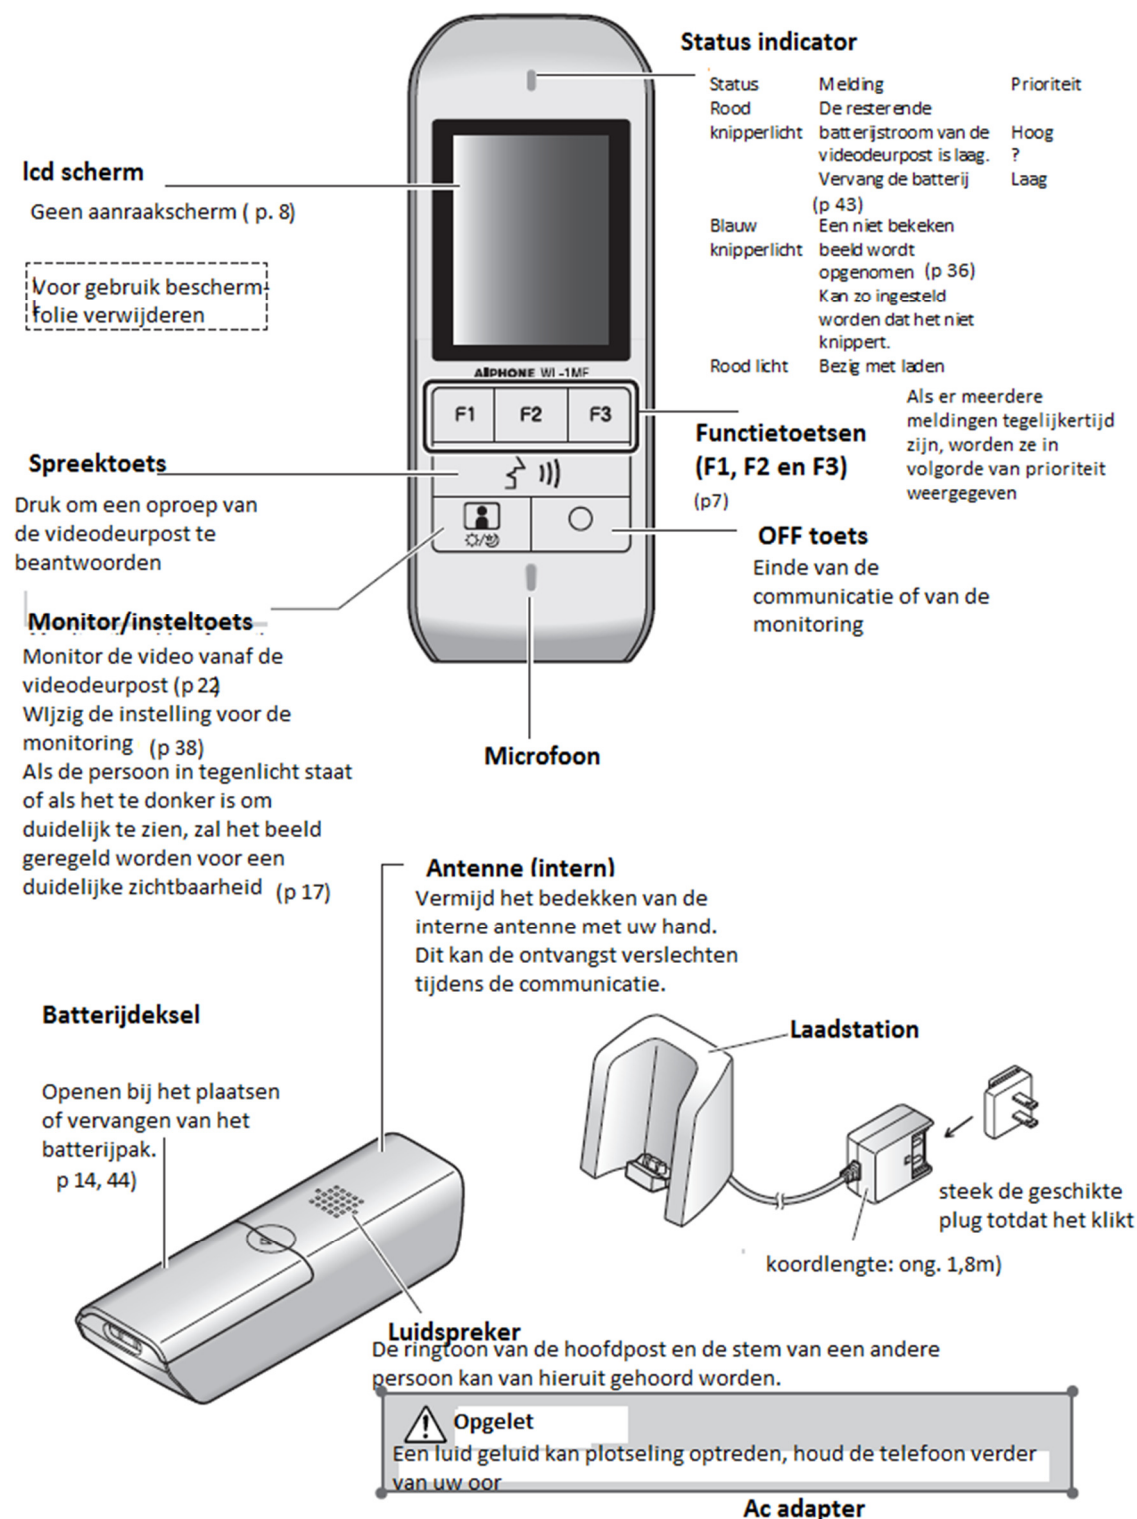 Status indicator
Status Melding Prioriteit
Rood De resterende
knipperlicht batterijstroom van de Hoog
videodeurpost is laag. ?
Vervang de batterij Laag
(p 43)
Blauw Een niet bekeken
knipperlicht beeld wordt
opgenomen (p 36)
Kan zo ingesteld
worden dat het niet
knippert.
Rood licht Bezig met laden
Als er meerdere
meldingen tegelijkertijd
zijn, worden ze in
volgorde van prioriteit
weergegeven
lcd scherm
Geen aanraakscherm ( p. 8)
Voor gebruik bescherm-
folie verwijderen
AIPHONE WL-1ME
F1 F2 F3
Functietoetsen
(F1, F2 en F3)
(p7)
Spreektoets
Druk om een oproep van
de videodeurpost te
beantwoorden
OFF toets
Einde van de
communicatie of van de
monitoring
Monitor/insteltoets
Monitor de video vanaf de
videodeurpost (p 22)
WIjzig de instelling voor de
monitoring (p 38)
Als de persoon in tegenlicht staat
of als het te donker is om
duidelijk te zien, zal het beeld
geregeld worden voor een
duidelijke zichtbaarheid (p 17)
Microfoon
Antenne (intern)
Vermijd het bedekken van de
interne antenne met uw hand.
Dit kan de ontvangst verslechten
tijdens de communicatie.
Batterijdeksel
Openen bij het plaatsen
of vervangen van het
batterijpak.
p 14, 44)
Laadstation
steek de geschikte
plug totdat het klikt
koordlengte: ong. 1,8m)
Luidspreker
De ringtoon van de hoofdpost en de stem van een andere
persoon kan van hieruit gehoord worden.
Opgelet
Een luid geluid kan plotseling optreden, houd de telefoon verder
van uw oor
Ac adapter